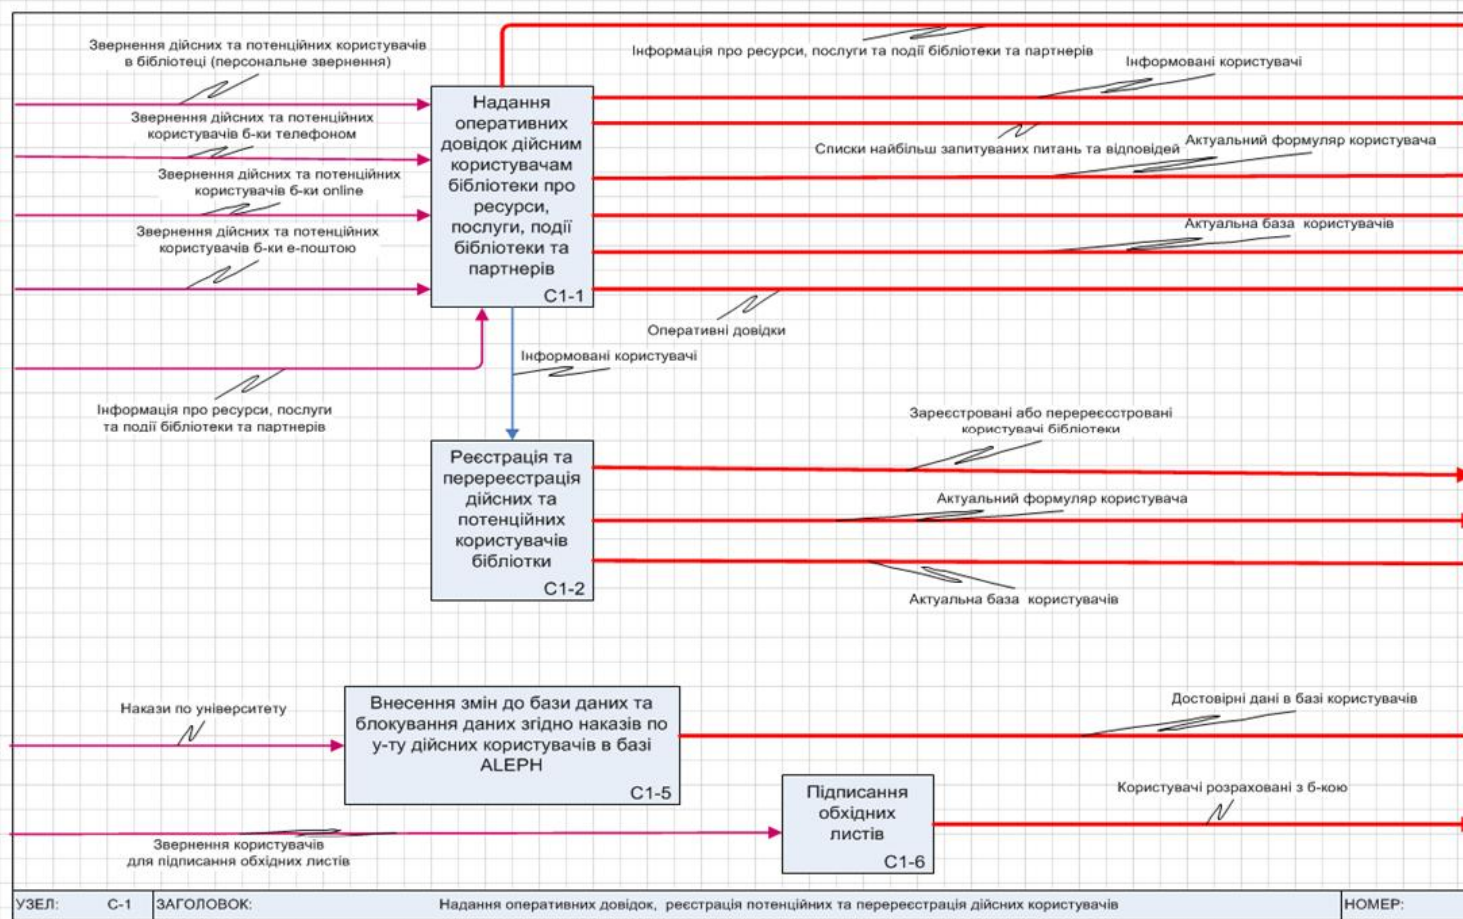 Звернення дійсних та потенційних користувачів
в бібліотеці (персональне звернення)
Звернення дійсних та потенційних
користувачів б-ки телефоном
Звернення дійсних та потенційних
користувачів б-ки online
Звернення дійсних та потенційних
користувачів б-ки е-поштою
Інформація про ресурси, послуги
та події бібліотеки та партнерів
Надання
оперативних
довідок дійсним
користувачам
бібліотеки про
ресурси,
послуги, події
бібліотеки та
партнерів
С1-1
Інформація про ресурси, послуги та події бібліотеки та партнерів
Інформовані користувачі
Списки найбільш запитуваних питань та відповідей
Актуальний формуляр користувача
Актуальна база користувачів
Оперативні довідки
Інформовані користувачі
Реєстрація та
перереєстрація
дійсних та
потенційних
користувачів
бібліотки
С1-2
Зареєстровані або перереєсстровані
користувачі бібліотеки
Актуальний формуляр користувача
Актуальна база користувачів
Накази по університету
Внесення змін до бази даних та
блокування даних згідно наказів по
у-ту дійсних користувачів в базі
ALEPH
С1-5
Достовірні дані в базі користувачів
Звернення користувачів
для підписання обхідних листів
Підписання
обхідних
листів
С1-6
Користувачі розраховані з б-кою
УЗЕЛ: С-1 ЗАГОЛОВОК: Надання оперативних довідок, реєстрація потенційних та перереєстрація дійсних користувачів НОМЕР: